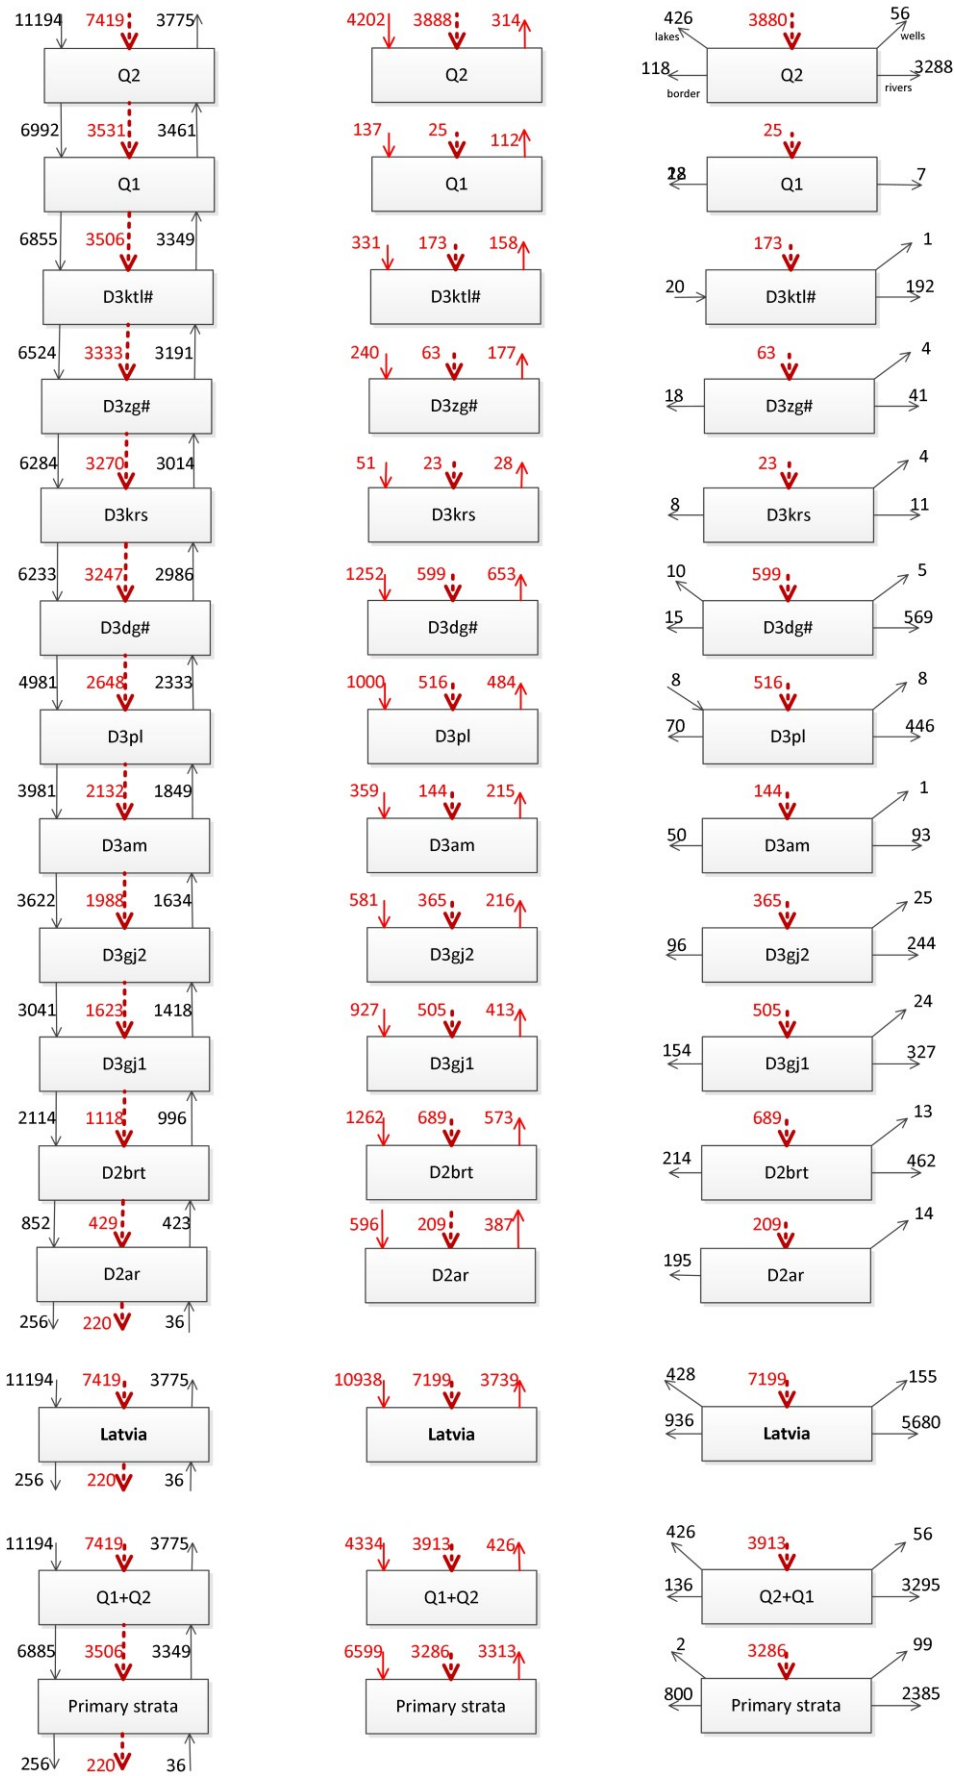 11194 7419 3775 4202 3888 314 426 3880 56
lakes wells
Q2 Q2 118 Q2 3288
border rivers
6992 3531 3461 137 25 112 25
Q1 Q1 Q1 7
6855 3506 3349 331 173 158 173 1
D3ktl# D3ktl# 20 D3ktl# 192
6524 3333 3191 240 63 177 63 4
D3zg# D3zg# 18 D3zg# 41
6284 3270 3014 51 23 28 23 4
D3krs D3krs 8 D3krs 11
6233 3247 2986 1252 599 653 10 599 5
D3dg# D3dg# 15 D3dg# 569
4981 2648 2333 1000 516 484 8 516 8
D3pl D3pl 70 D3pl 446
3981 2132 1849 359 144 215 144 1
D3am D3am 50 D3am 93
3622 1988 1634 581 365 216 365 25
D3gj2 D3gj2 96 D3gj2 244
3041 1623 1418 927 505 413 505 24
D3gj1 D3gj1 154 D3gj1 327
2114 1118 996 1262 689 573 689 13
D2brt D2brt 214 D2brt 462
852 429 423 596 209 387 209 14
D2ar D2ar 195 D2ar
256 220 36
11194 7419 3775 10938 7199 3739 428 7199 155
Latvia Latvia 936 Latvia 5680
256 220 36
11194 7419 3775 4334 3913 426 426 3913 56
Q1+Q2 Q1+Q2 136 Q2+Q1 3295
6885 3506 3349 6599 3286 3313 2 3286 99
Primary strata Primary strata 800 Primary strata 2385
256 220 36